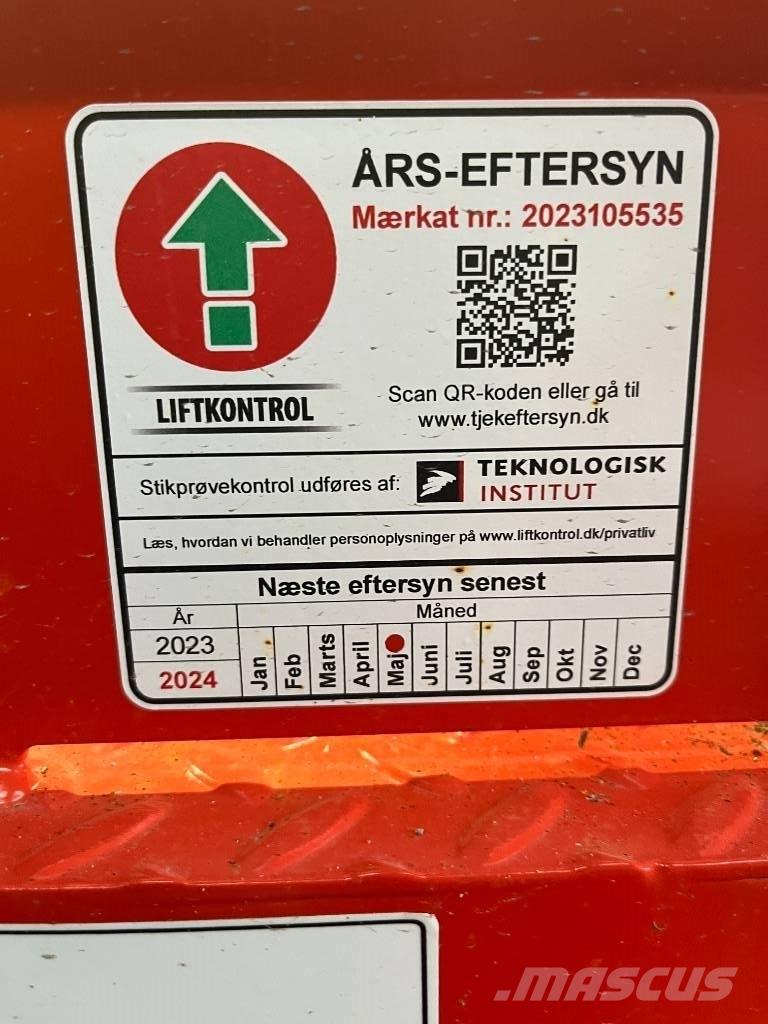 ÅRS-EFTERSYN
Mærkat nr.: 2023105535
LIFTKONTROL
Scan QR-koden eller gå til
www.tjekeftersyn.dk
Stikprøvekontrol udføres af:
TEKNOLOGISK
INSTITUT
Læs, hvordan vi behandler personoplysninger på www.liftkontrol.dk/privatliv
Næste eftersyn senest
År
Måned
2023
2024
Jan Feb Marts April Maj Juni Juli Aug Sep Okt Nov Dec
MASCUS